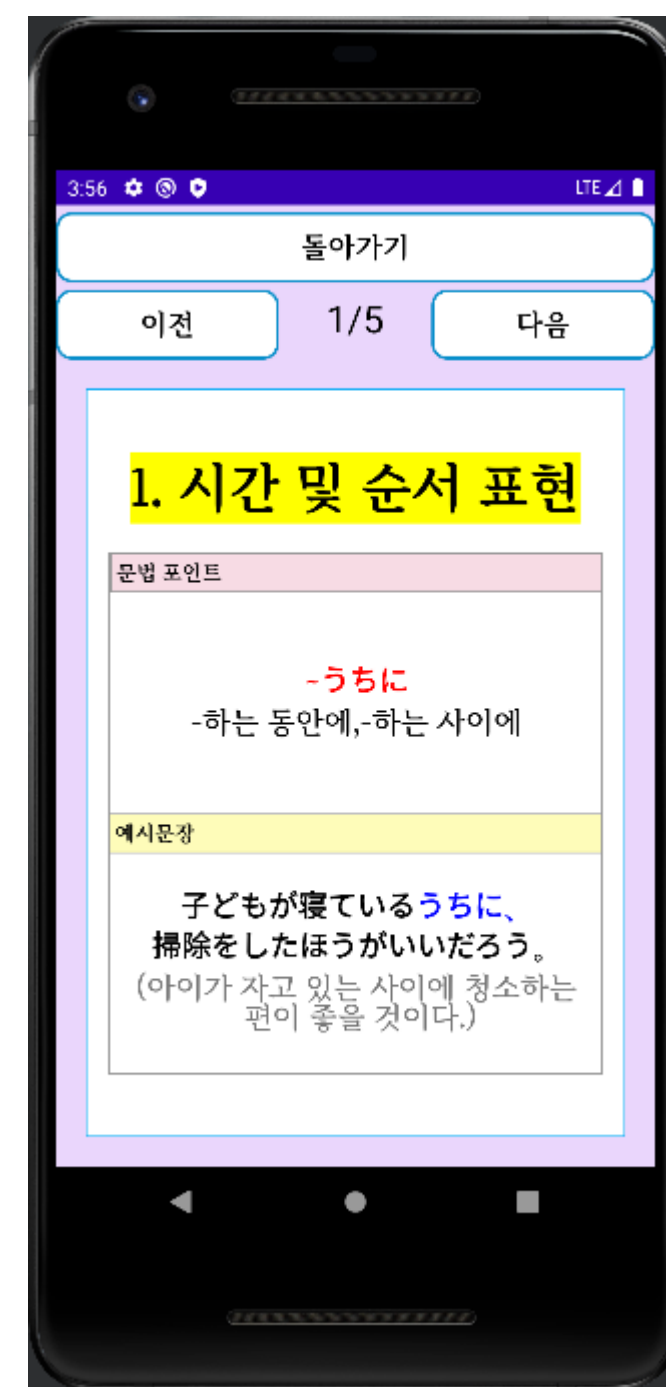 3:56 LTE
돌아가기
이전 1/5 다음
1. 시간 및 순서 표현
문법 포인트
~うちに
-하는 동안에,-하는 사이에
예시문장
子どもが寝ているうちに、
掃除をしたほうがいいだろう。
(아이가 자고 있는 사이에 청소하는
편이 좋을 것이다.)